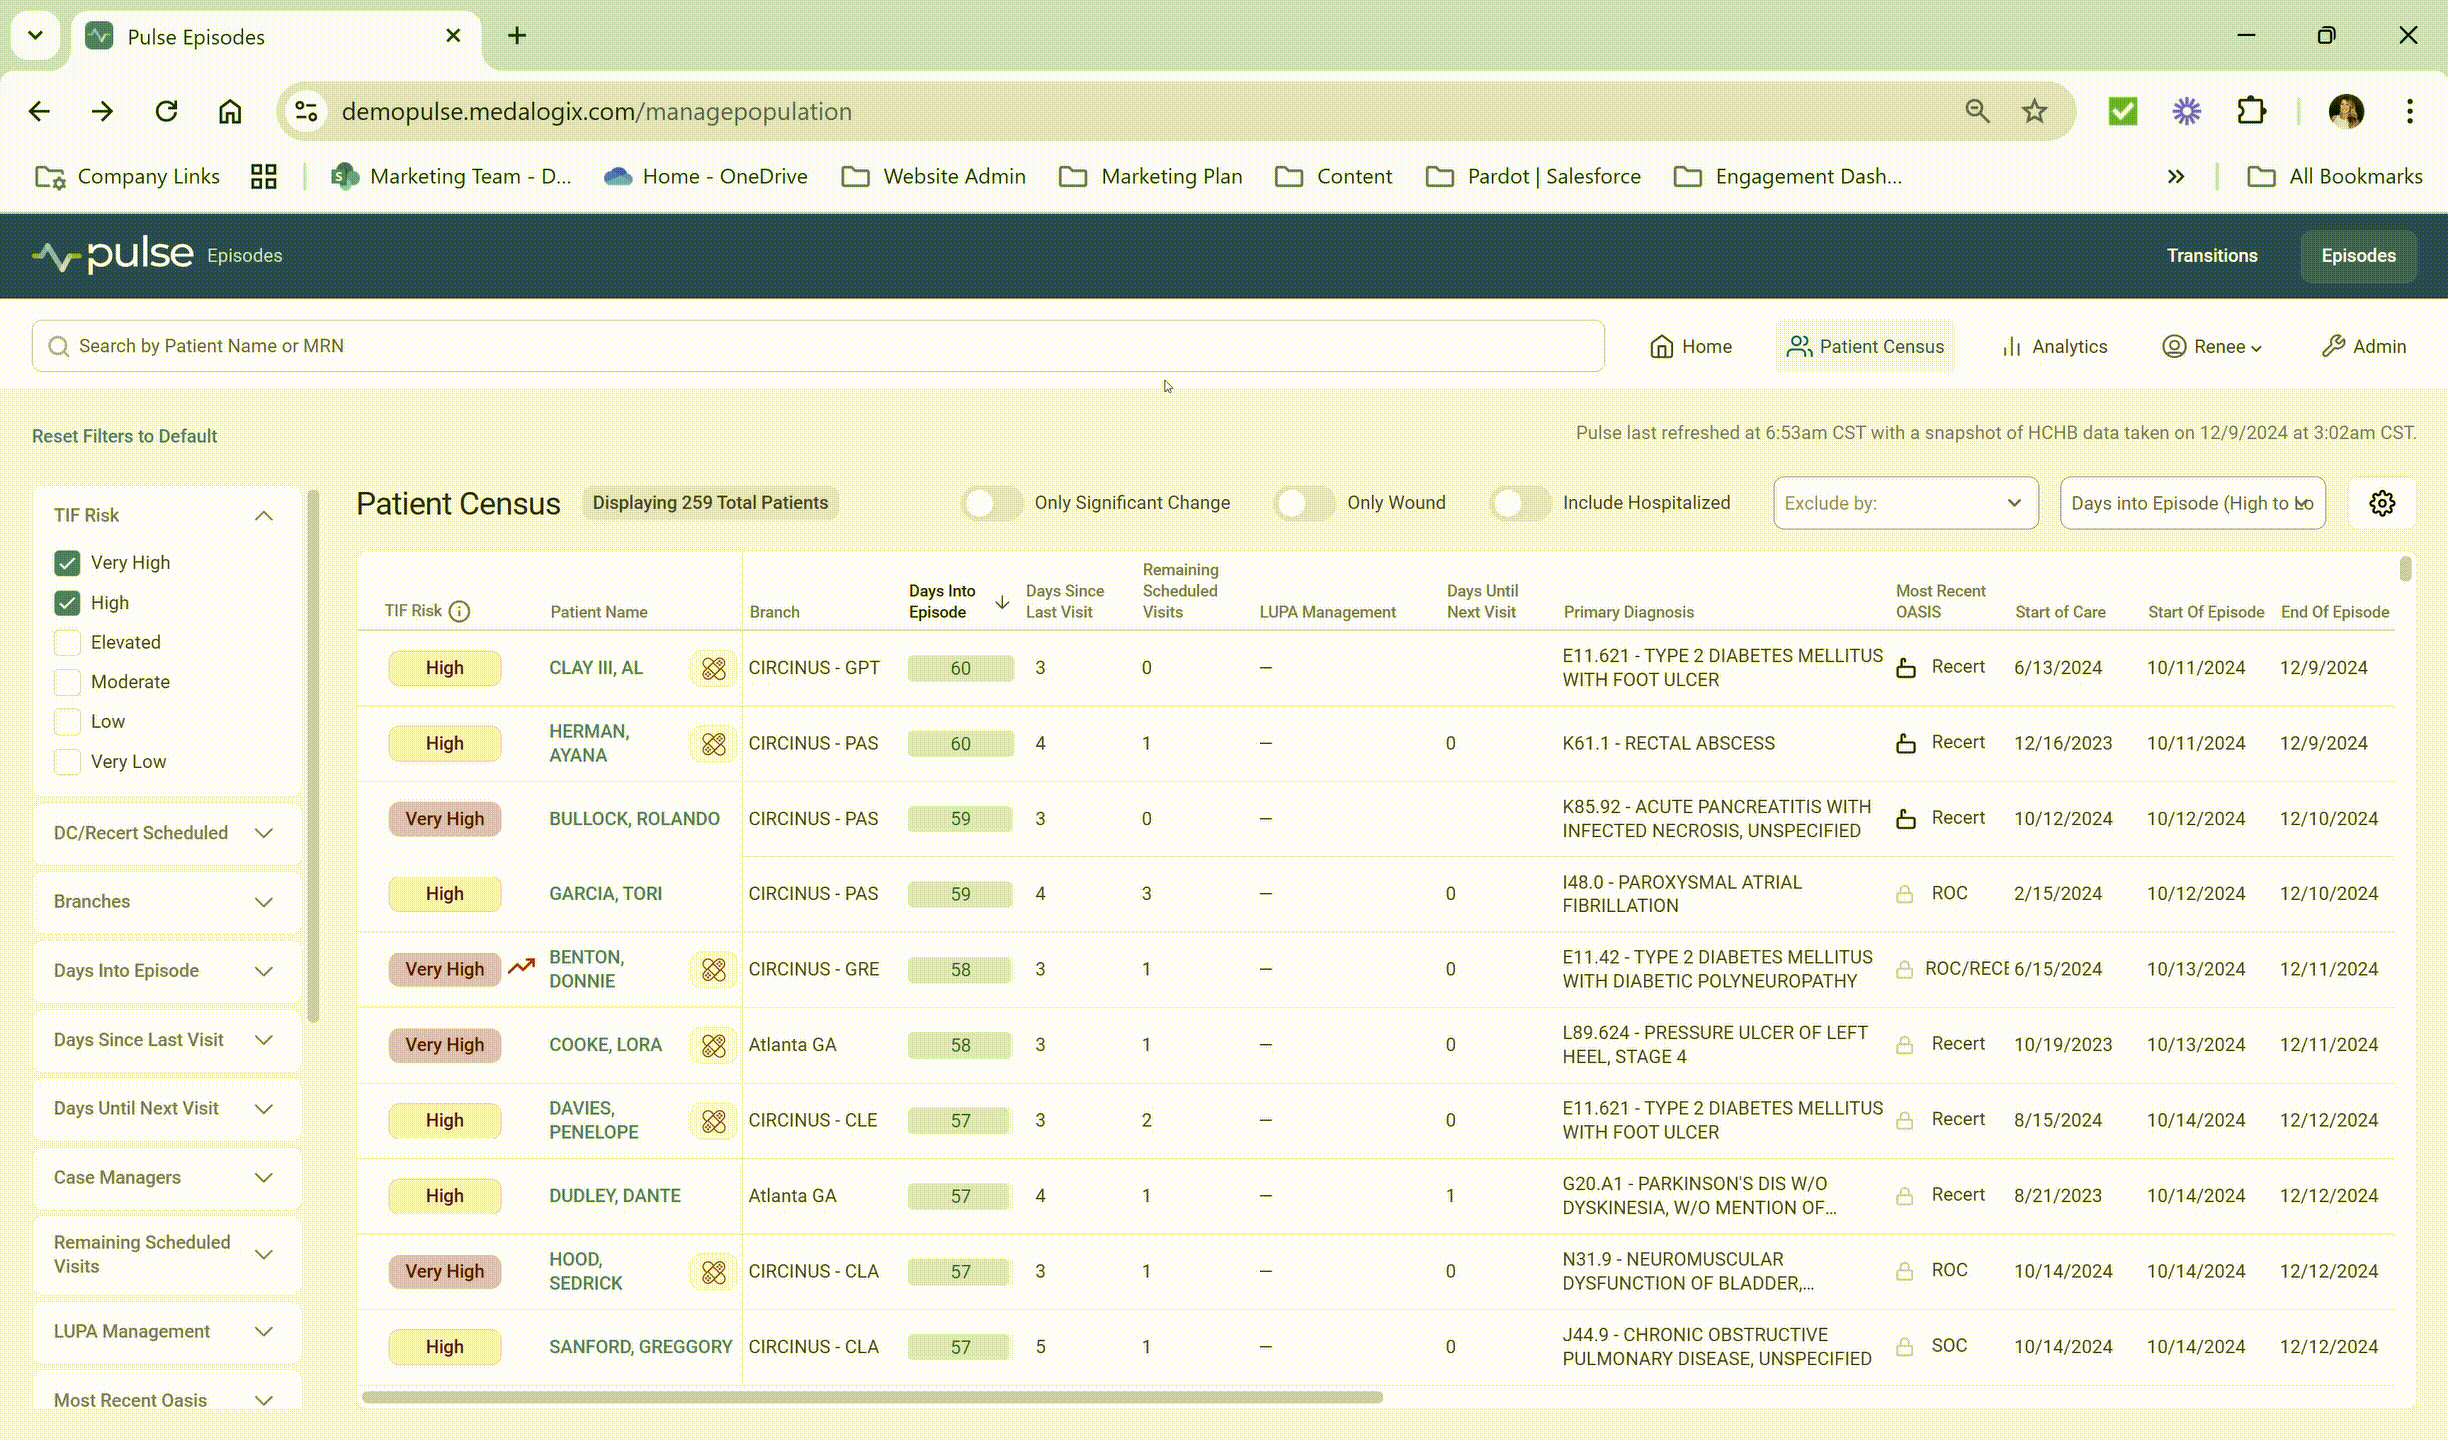 Pulse Episodes
demopulse.medalogix.com/managepopulation
Company Links Marketing Team - D... Home - OneDrive Website Admin Marketing Plan Content Pardot | Salesforce Engagement Dash... All Bookmarks
pulse Episodes Transitions Episodes
Search by Patient Name or MRN Home Patient Census Analytics Renee Admin
Reset Filters to Default Pulse last refreshed at 6:53am CST with a snapshot of HCHB data taken on 12/9/2024 at 3:02am CST.
TIF Risk
Very High
High
Elevated
Moderate
Low
Very Low
DC/Recert Scheduled
Branches
Days Into Episode
Days Since Last Visit
Days Until Next Visit
Case Managers
Remaining Scheduled
Visits
LUPA Management
Most Recent Oasis
Patient Census Displaying 259 Total Patients Only Significant Change Only Wound Include Hospitalized Exclude by: Days into Episode (High to Lo
TIF Risk Patient Name Branch Days Into Episode Days Since Last Visit Remaining Scheduled Visits LUPA Management Days Until Next Visit Primary Diagnosis Most Recent OASIS Start of Care Start Of Episode End Of Episode
High CLAY III, AL CIRCINUS - GPT 60 3 0 – E11.621 - TYPE 2 DIABETES MELLITUS WITH FOOT ULCER Recert 6/13/2024 10/11/2024 12/9/2024
High HERMAN, AYANA CIRCINUS - PAS 60 4 1 – 0 K61.1 - RECTAL ABSCESS Recert 12/16/2023 10/11/2024 12/9/2024
Very High BULLOCK, ROLANDO CIRCINUS - PAS 59 3 0 – K85.92 - ACUTE PANCREATITIS WITH INFECTED NECROSIS, UNSPECIFIED Recert 10/12/2024 10/12/2024 12/10/2024
High GARCIA, TORI CIRCINUS - PAS 59 4 3 – 0 I48.0 - PAROXYSMAL ATRIAL FIBRILLATION ROC 2/15/2024 10/12/2024 12/10/2024
Very High BENTON, DONNIE CIRCINUS - GRE 58 3 1 – 0 E11.42 - TYPE 2 DIABETES MELLITUS WITH DIABETIC POLYNEUROPATHY ROC/RECE 6/15/2024 10/13/2024 12/11/2024
Very High COOKE, LORA Atlanta GA 58 3 1 – 0 L89.624 - PRESSURE ULCER OF LEFT HEEL, STAGE 4 Recert 10/19/2023 10/13/2024 12/11/2024
High DAVIES, PENELOPE CIRCINUS - CLE 57 3 2 – 0 E11.621 - TYPE 2 DIABETES MELLITUS WITH FOOT ULCER Recert 8/15/2024 10/14/2024 12/12/2024
High DUDLEY, DANTE Atlanta GA 57 4 1 – 1 G20.A1 - PARKINSON'S DIS W/O DYSKINESIA, W/O MENTION OF... Recert 8/21/2023 10/14/2024 12/12/2024
Very High HOOD, SEDRICK CIRCINUS - CLA 57 3 1 – 0 N31.9 - NEUROMUSCULAR DYSFUNCTION OF BLADDER,... ROC 10/14/2024 10/14/2024 12/12/2024
High SANFORD, GREGGORY CIRCINUS - CLA 57 5 1 – 0 J44.9 - CHRONIC OBSTRUCTIVE PULMONARY DISEASE, UNSPECIFIED SOC 10/14/2024 10/14/2024 12/12/2024